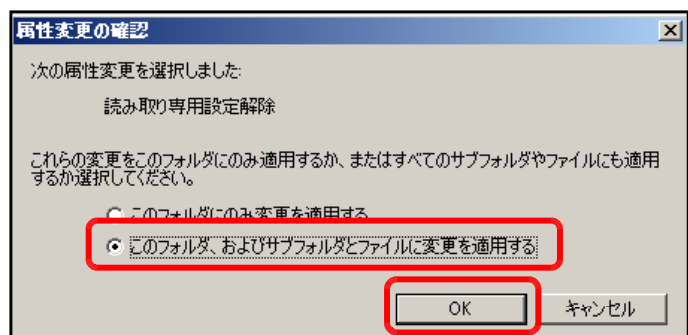 属性変更の確認
次の属性変更を選択しました:
読み取り専用設定解除
これらの変更をこのフォルダにのみ適用するか、またはすべてのサブフォルダやファイルにも適用
するか選択してください。
このフォルダにのみ変更を適用する
このフォルダ、およびサブフォルダとファイルに変更を適用する
OK
キャンセル